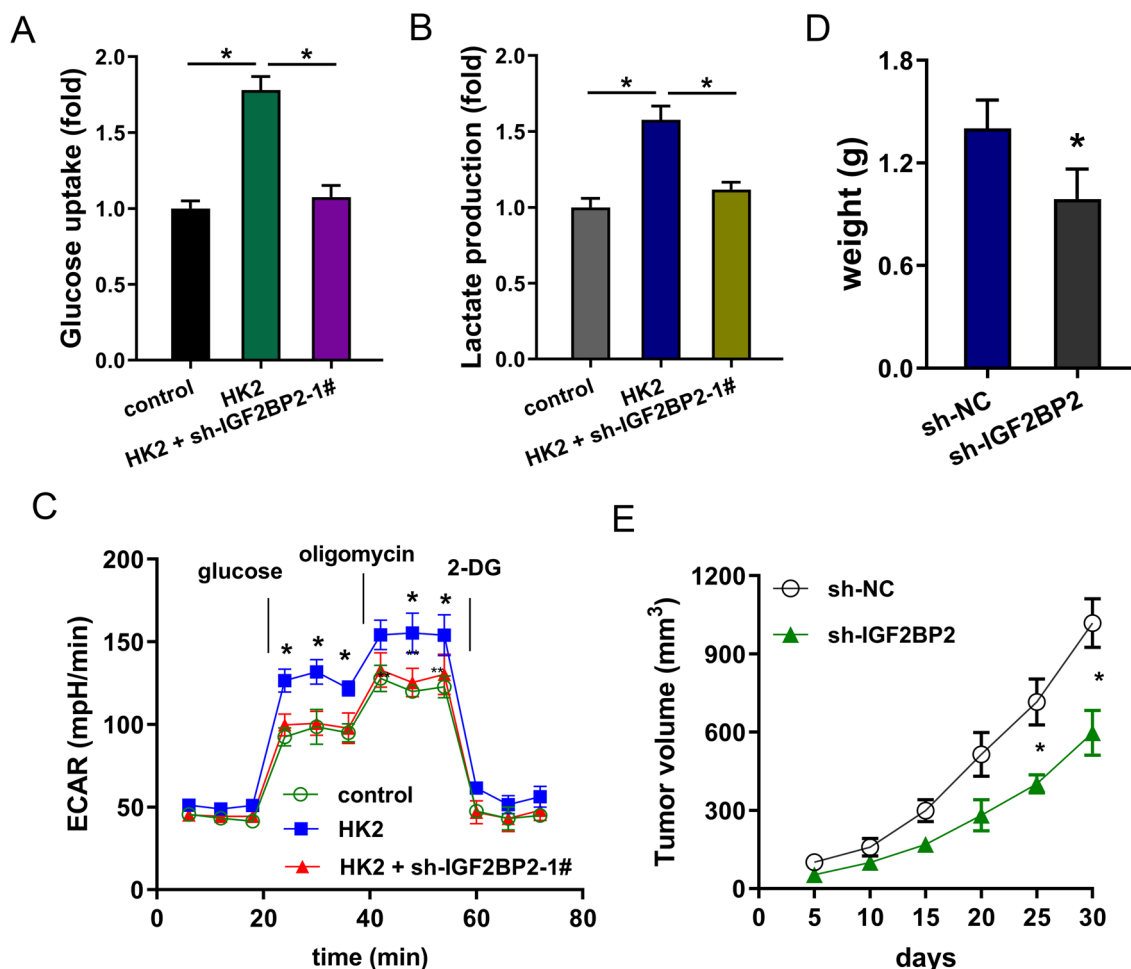 A
Glucose uptake (fold)
2.0
1.5
1.0
0.5
0.0
*
*
control
HK2
HK2 + sh-IGF2BP2-1#
B
Lactate production (fold)
2.0
1.5
1.0
0.5
0.0
*
*
control
HK2
HK2 + sh-IGF2BP2-1#
D
weight (g)
1.8
1.2
0.6
0.0
*
sh-NC
sh-IGF2BP2
C
ECAR (mpH/min)
200
150
100
50
0
glucose
oligomycin
2-DG
* * *
* *
** ** **
control
HK2
HK2 + sh-IGF2BP2-1#
0 20 40 60 80
time (min)
E
Tumor volume (mm³)
1200
900
600
300
0
sh-NC
sh-IGF2BP2
*
*
0 5 10 15 20 25 30
days